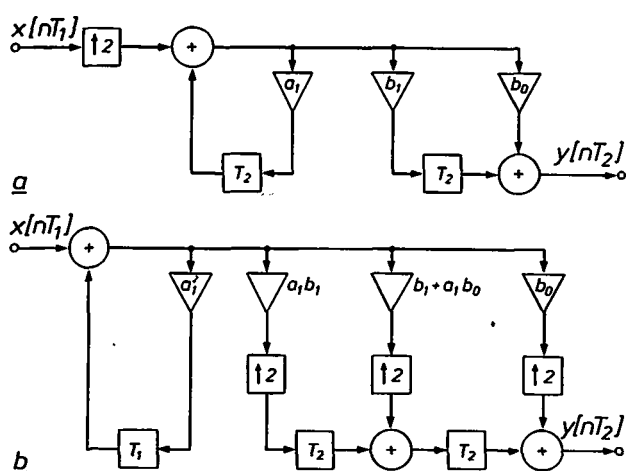 x[nT₁]
↑2
+
a₁
b₁
b₀
T₂
T₂
+
y[nT₂]
a
x[nT₁]
+
a₁'
a₁b₁
b₁+a₁b₀
b₀
↑2
↑2
↑2
T₁
T₂
+
T₂
+
y[nT₂]
b